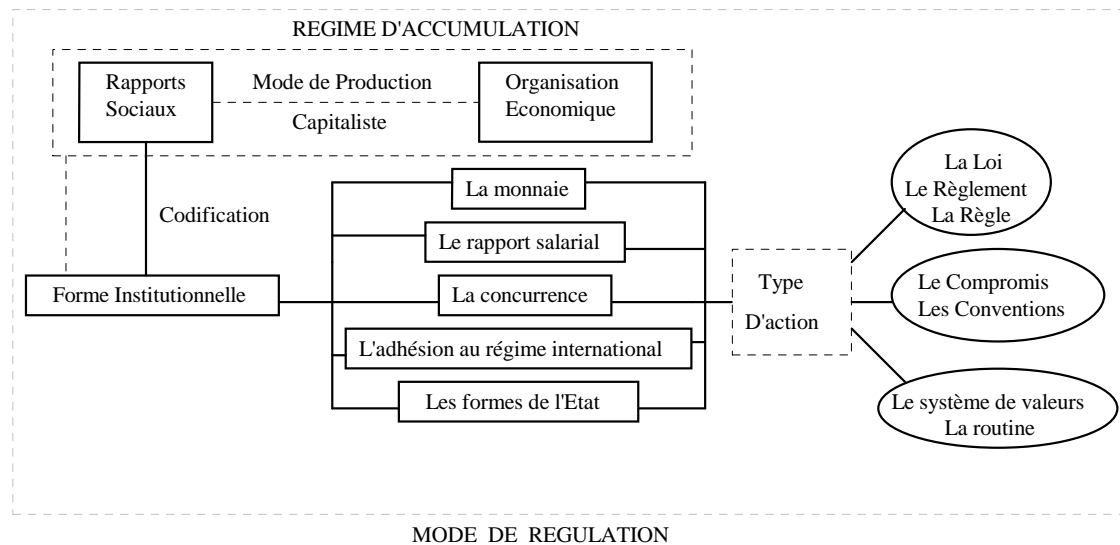 REGIME D'ACCUMULATION
Rapports
Sociaux
Mode de Production
Capitaliste
Organisation
Economique
Codification
Forme Institutionnelle
La monnaie
Le rapport salarial
La concurrence
L'adhésion au régime international
Les formes de l'Etat
Type
D'action
La Loi
Le Règlement
La Règle
Le Compromis
Les Conventions
Le système de valeurs
La routine
MODE DE REGULATION